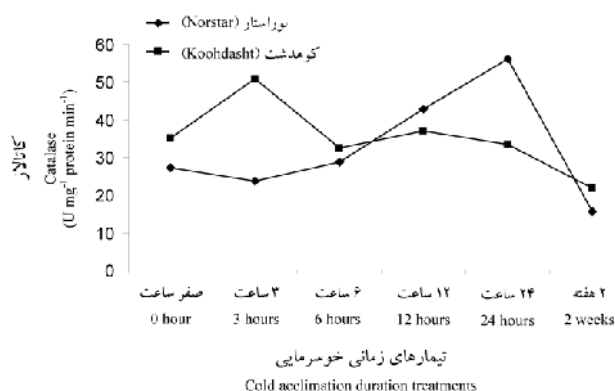 نوراستار (Norstar)
کوهدشت (Koohdasht)
60
50
40
30
20
10
0
کاتالاز
Catalase
(U mg⁻¹ protein min⁻¹)
صفر ساعت ۳ ساعت ۶ ساعت ۱۲ ساعت ۲۴ ساعت ۲ هفته
0 hour 3 hours 6 hours 12 hours 24 hours 2 weeks
تیمارهای زمانی خوسرمایی
Cold acclimation duration treatments